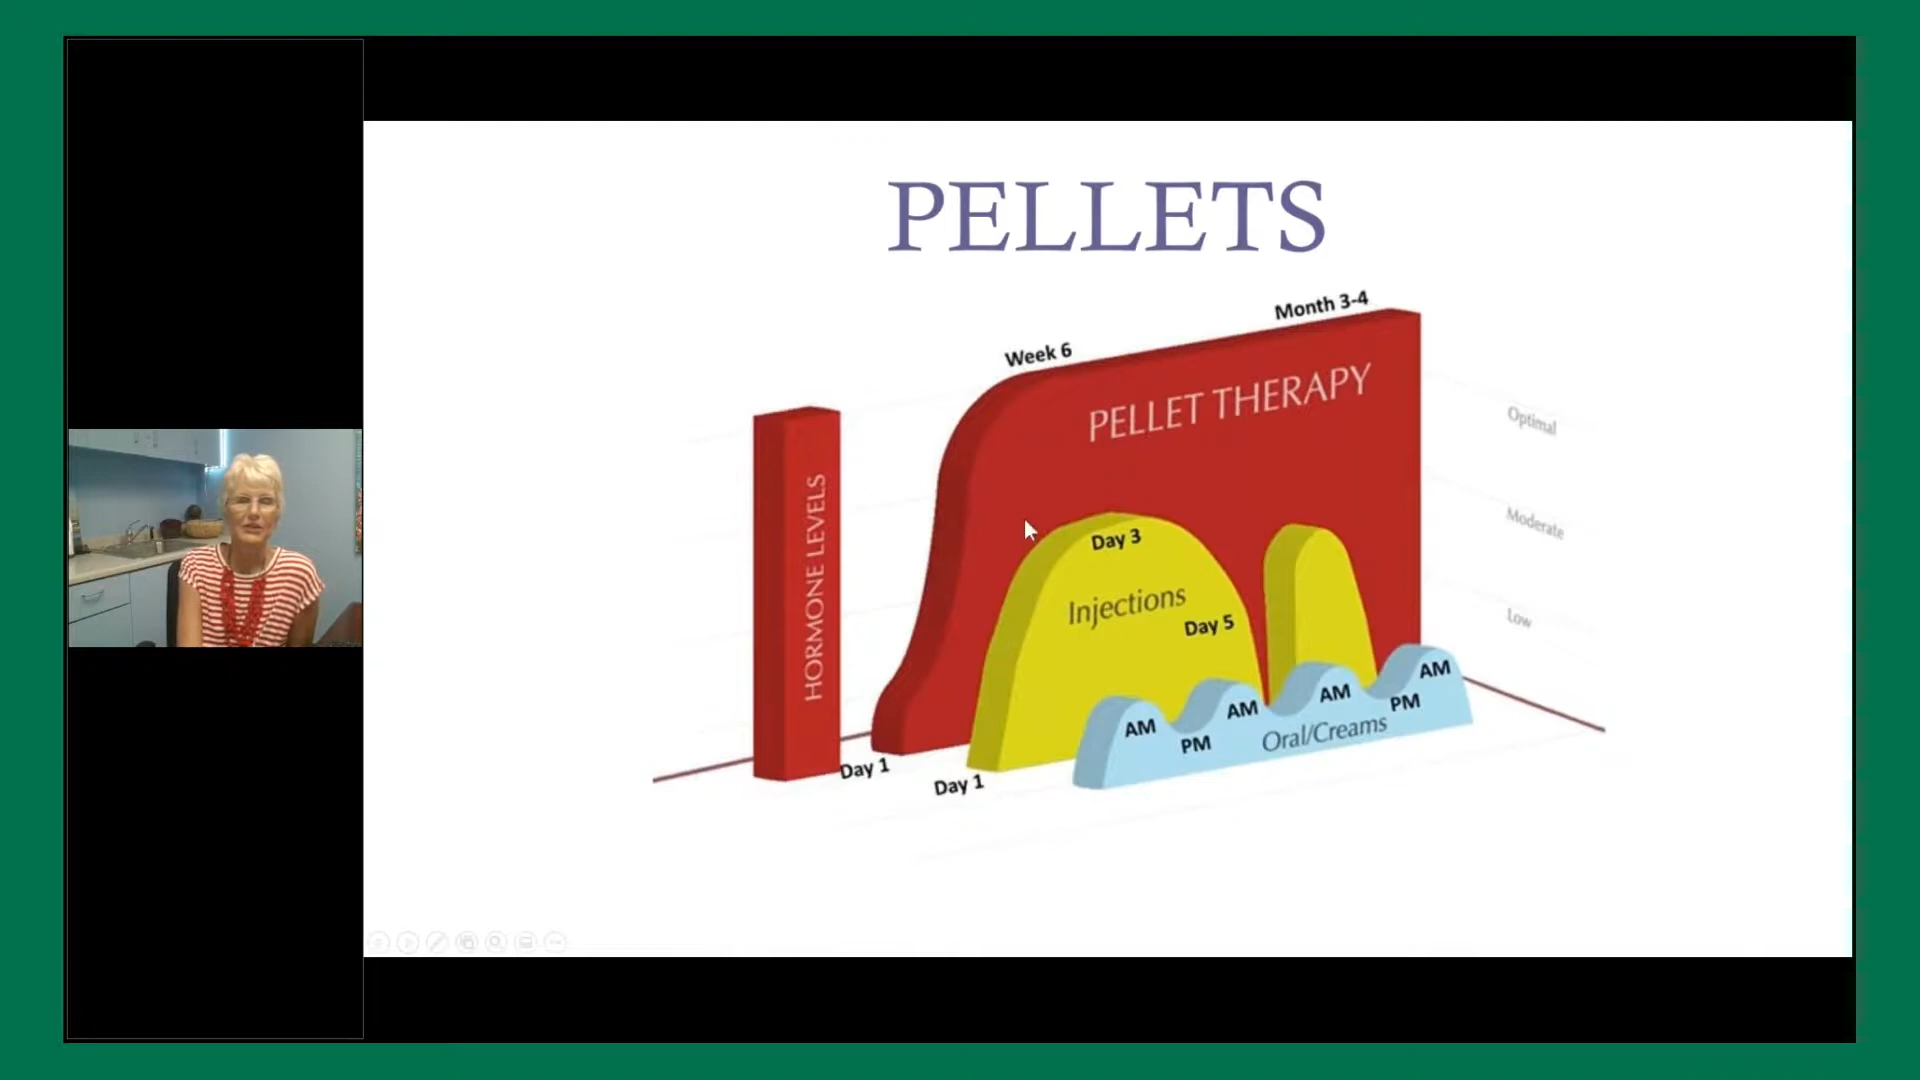 PELLETS
Month 3-4
Week 6
PELLET THERAPY
Optimal
HORMONE LEVELS
Moderate
Day 3
Injections
Day 5
Low
AM
AM
AM
AM
PM
PM
Oral/Creams
Day 1
Day 1